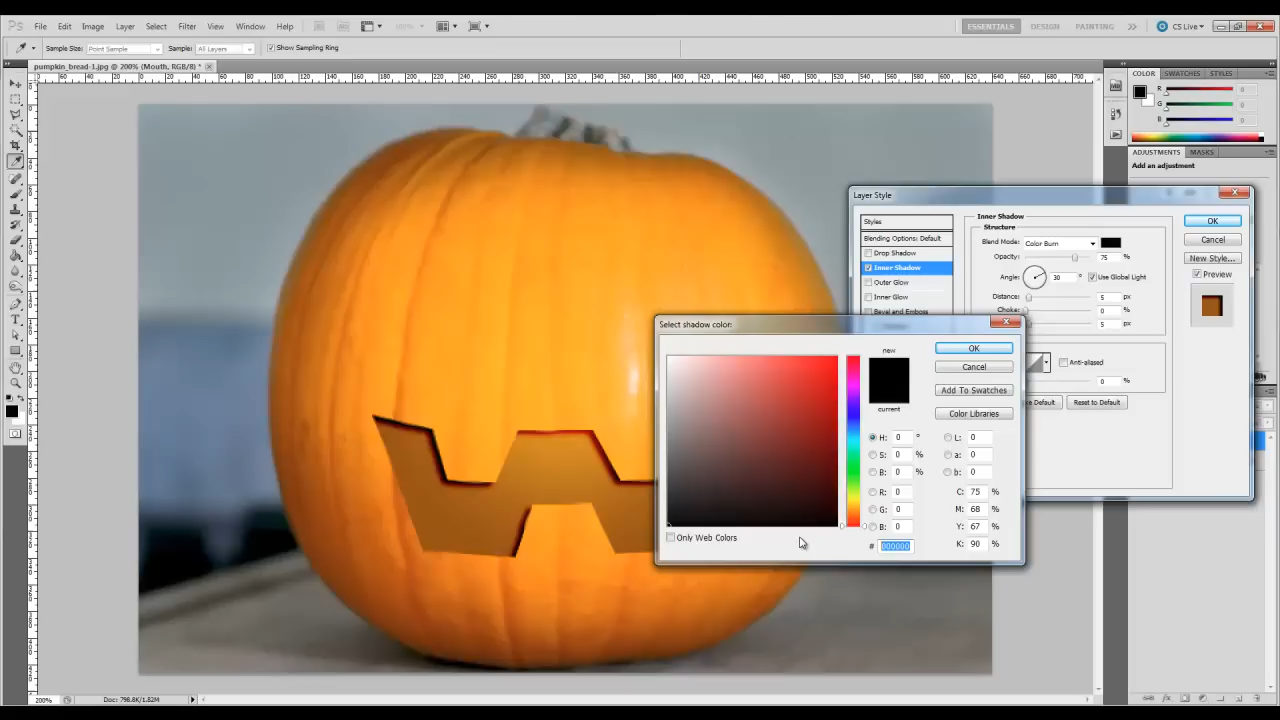 Ps File Edit Image Layer Select Filter View Window Help
ESSENTIALS DESIGN PAINTING CS Live
Sample Size: Point Sample Sample: All Layers Show Sampling Ring
pumpkin_bread-1.jpg @ 200% (Mouth, RGB/8) *
COLOR SWATCHES STYLES
R 0
G 0
B 0
ADJUSTMENTS MASKS
Add an adjustment
Layer Style
Styles
Blending Options: Default
Drop Shadow
Inner Shadow
Outer Glow
Inner Glow
Bevel and Emboss
Inner Shadow
Structure
Blend Mode: Color Burn
Opacity: 75 %
Angle: 30 ° Use Global Light
Distance: 5 px
Choke: 0 %
5 px
Anti-aliased
0 %
Reset to Default
OK
Cancel
New Style...
Preview
Select shadow color:
new
current
OK
Cancel
Add To Swatches
Color Libraries
H: 0 ° L: 0
S: 0 % a: 0
B: 0 % b: 0
R: 0 C: 75 %
G: 0 M: 68 %
B: 0 Y: 67 %
# 000000 K: 90 %
Only Web Colors
200% Doc: 798.8K/1.82M